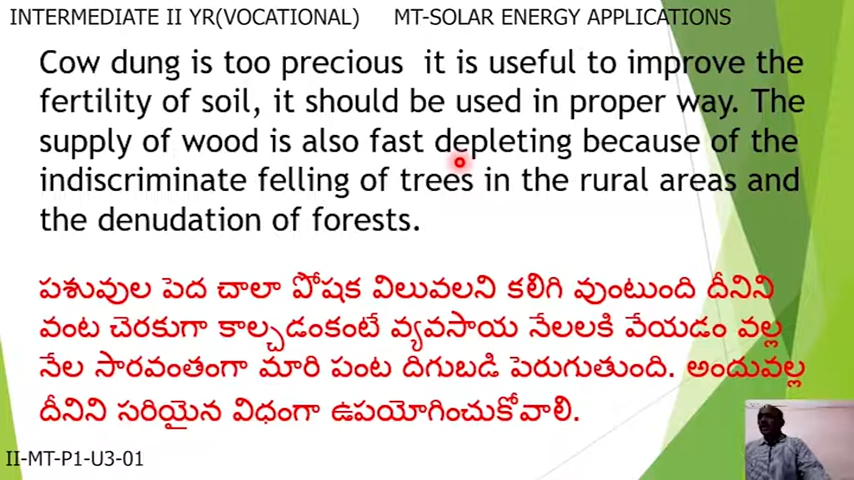 INTERMEDIATE II YR(VOCATIONAL) MT-SOLAR ENERGY APPLICATIONS
Cow dung is too precious it is useful to improve the
fertility of soil, it should be used in proper way. The
supply of wood is also fast depleting because of the
indiscriminate felling of trees in the rural areas and
the denudation of forests.
పశువుల పెద చాలా పోషక విలువలని కలిగి వుంటుంది దీనిని
వంట చెరకుగా కాల్చడంకంటే వ్యవసాయ నేలలకి వేయడం వల్ల
నేల సారవంతంగా మారి పంట దిగుబడి పెరుగుతుంది. అందువల్ల
దీనిని సరియైన విధంగా ఉపయోగించుకోవాలి.
II-MT-P1-U3-01